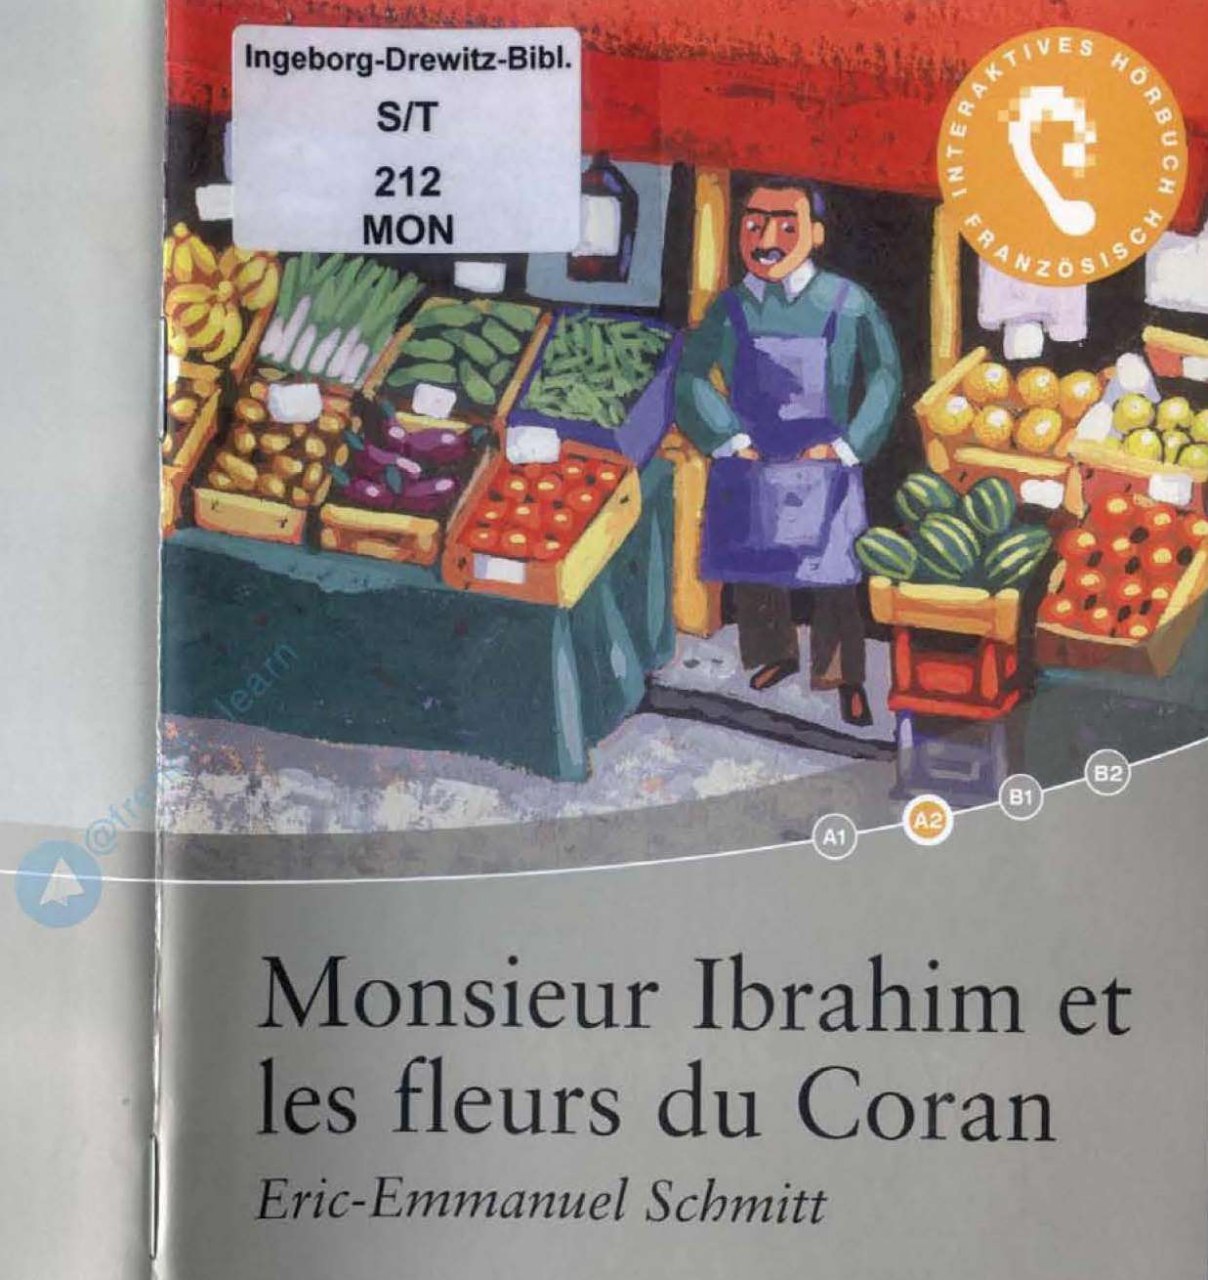 Ingeborg-Drewitz-Bibl.
S/T
212
MON
INTERAKTIVES HÖRBUCH
FRANZÖSISCH
learn
A1
A2
B1
B2
Monsieur Ibrahim et
les fleurs du Coran
Eric-Emmanuel Schmitt